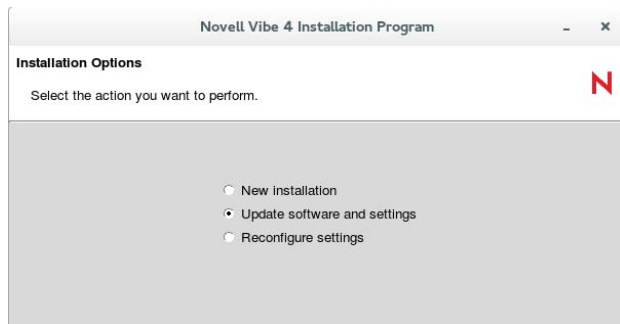 Novell Vibe 4 Installation Program
Installation Options
Select the action you want to perform.
N
New installation
Update software and settings
Reconfigure settings